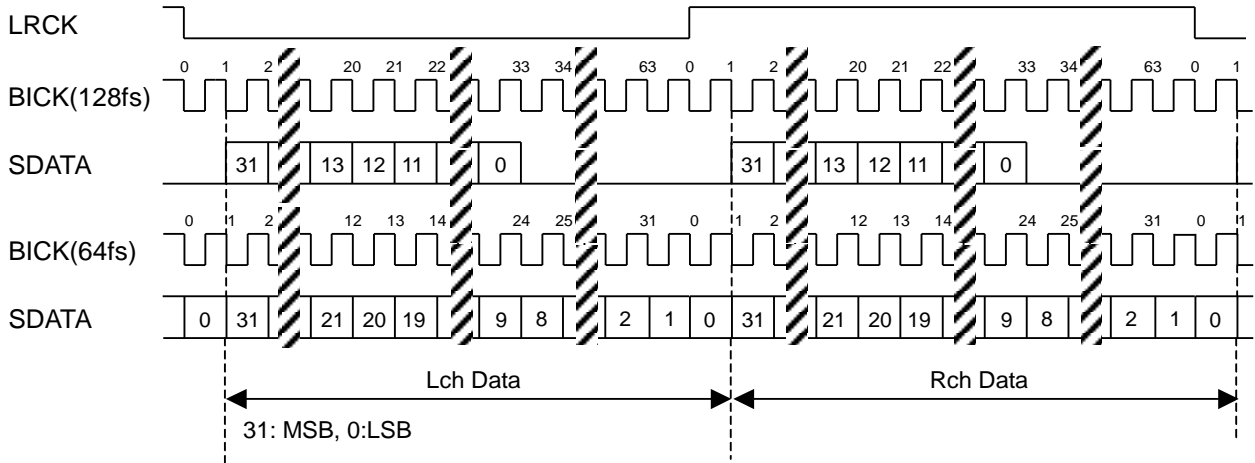 LRCK
0 1 2 20 21 22 33 34 63 0 1 2 20 21 22 33 34 63 0 1
BICK(128fs)
SDATA 31 13 12 11 0 31 13 12 11 0
0 1 2 12 13 14 24 25 31 0 1 2 12 13 14 24 25 31 0 1
BICK(64fs)
SDATA 0 31 21 20 19 9 8 2 1 0 31 21 20 19 9 8 2 1 0
Lch Data Rch Data
31: MSB, 0:LSB